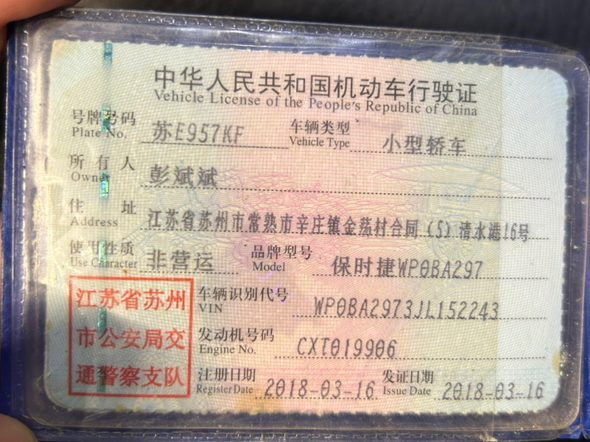 中华人民共和国机动车行驶证
Vehicle License of the People's Republic of China
号牌号码 苏E957KF 车辆类型 小型轿车
Plate No. Vehicle Type
所有人 彭斌斌
Owner
住址 江苏省苏州市常熟市辛庄镇金荡村合同(5)清水港16号
Address
使用性质 非营运 品牌型号 保时捷WP0BA297
Use Character Model
江苏省苏州 车辆识别代号 WP0BA2973JL152243
VIN
市公安局交 发动机号码 CXT019906
Engine No.
通警察支队 注册日期 2018-03-16 发证日期 2018-03-16
Register Date Issue Date